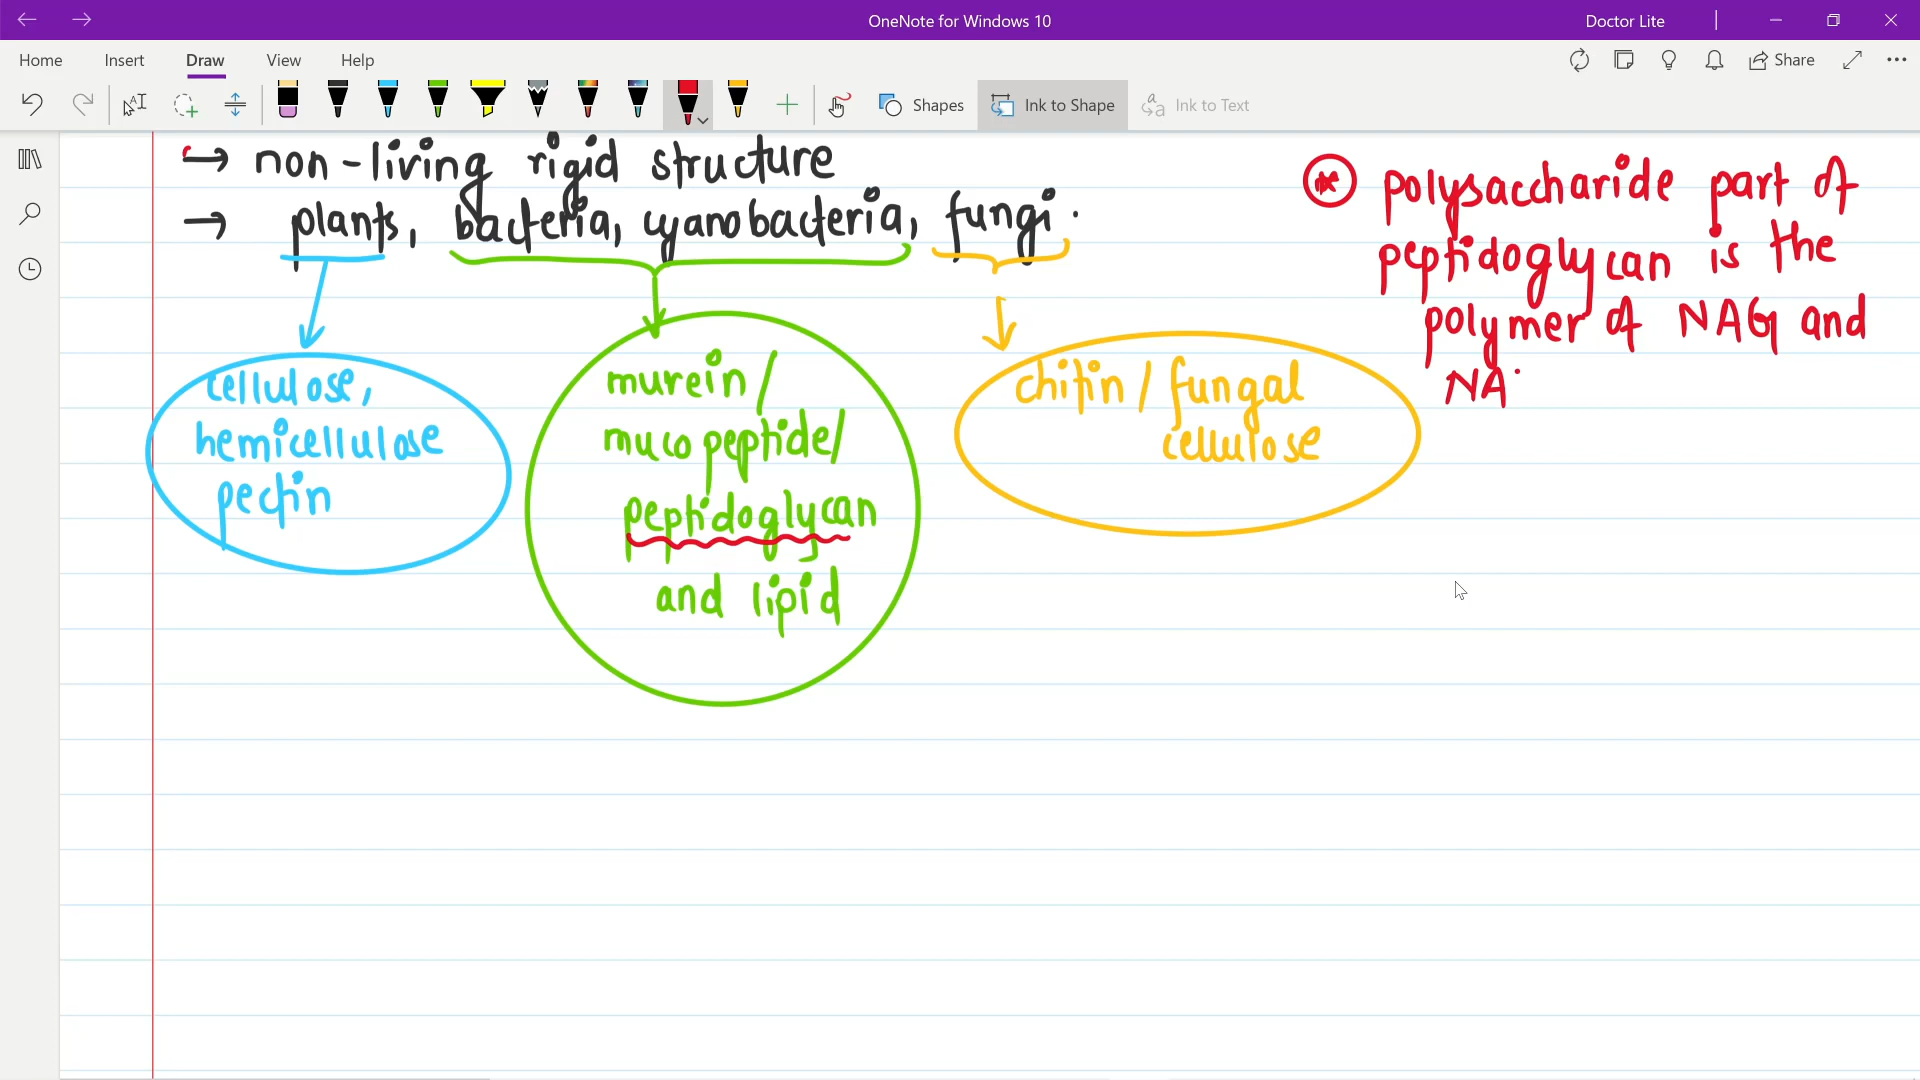 OneNote for Windows 10
Doctor Lite
Home Insert Draw View Help
Share
Shapes Ink to Shape Ink to Text
→ non-living rigid structure
→ plants, bacteria, cyanobacteria, fungi.
cellulose,
hemicellulose
pectin
murein /
mucopeptide/
peptidoglycan
and lipid
chitin / fungal
cellulose
* polysaccharide part of
peptidoglycan is the
polymer of NAG and
NA